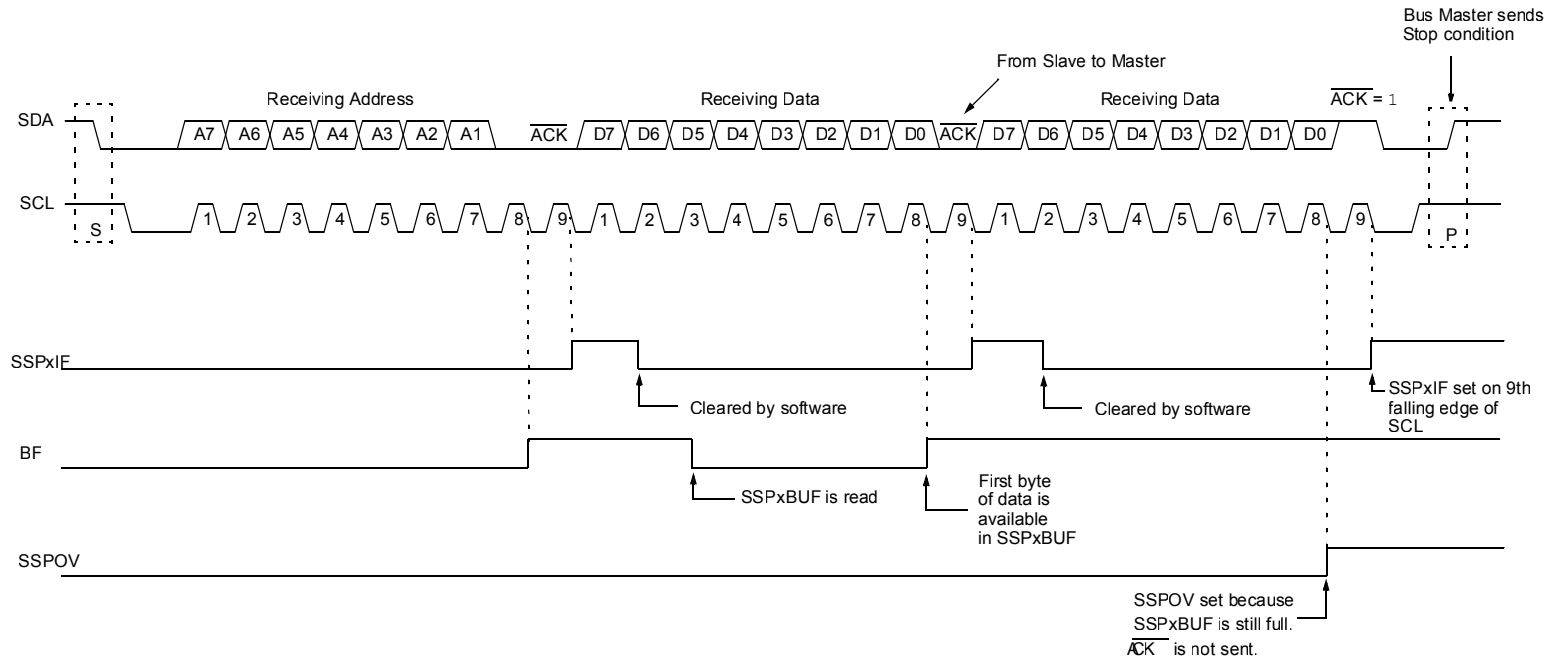 Bus Master sends
Stop condition
From Slave to Master
Receiving Address
Receiving Data
Receiving Data
ACK = 1
SDA
A7 A6 A5 A4 A3 A2 A1 ACK D7 D6 D5 D4 D3 D2 D1 D0 ACK D7 D6 D5 D4 D3 D2 D1 D0
SCL
1 2 3 4 5 6 7 8 9 1 2 3 4 5 6 7 8 9 1 2 3 4 5 6 7 8 9
S
P
SSPxIF
Cleared by software
Cleared by software
SSPxIF set on 9th
falling edge of
SCL
BF
SSPxBUF is read
First byte
of data is
available
in SSPxBUF
SSPOV
SSPOV set because
SSPxBUF is still full.
ACK is not sent.